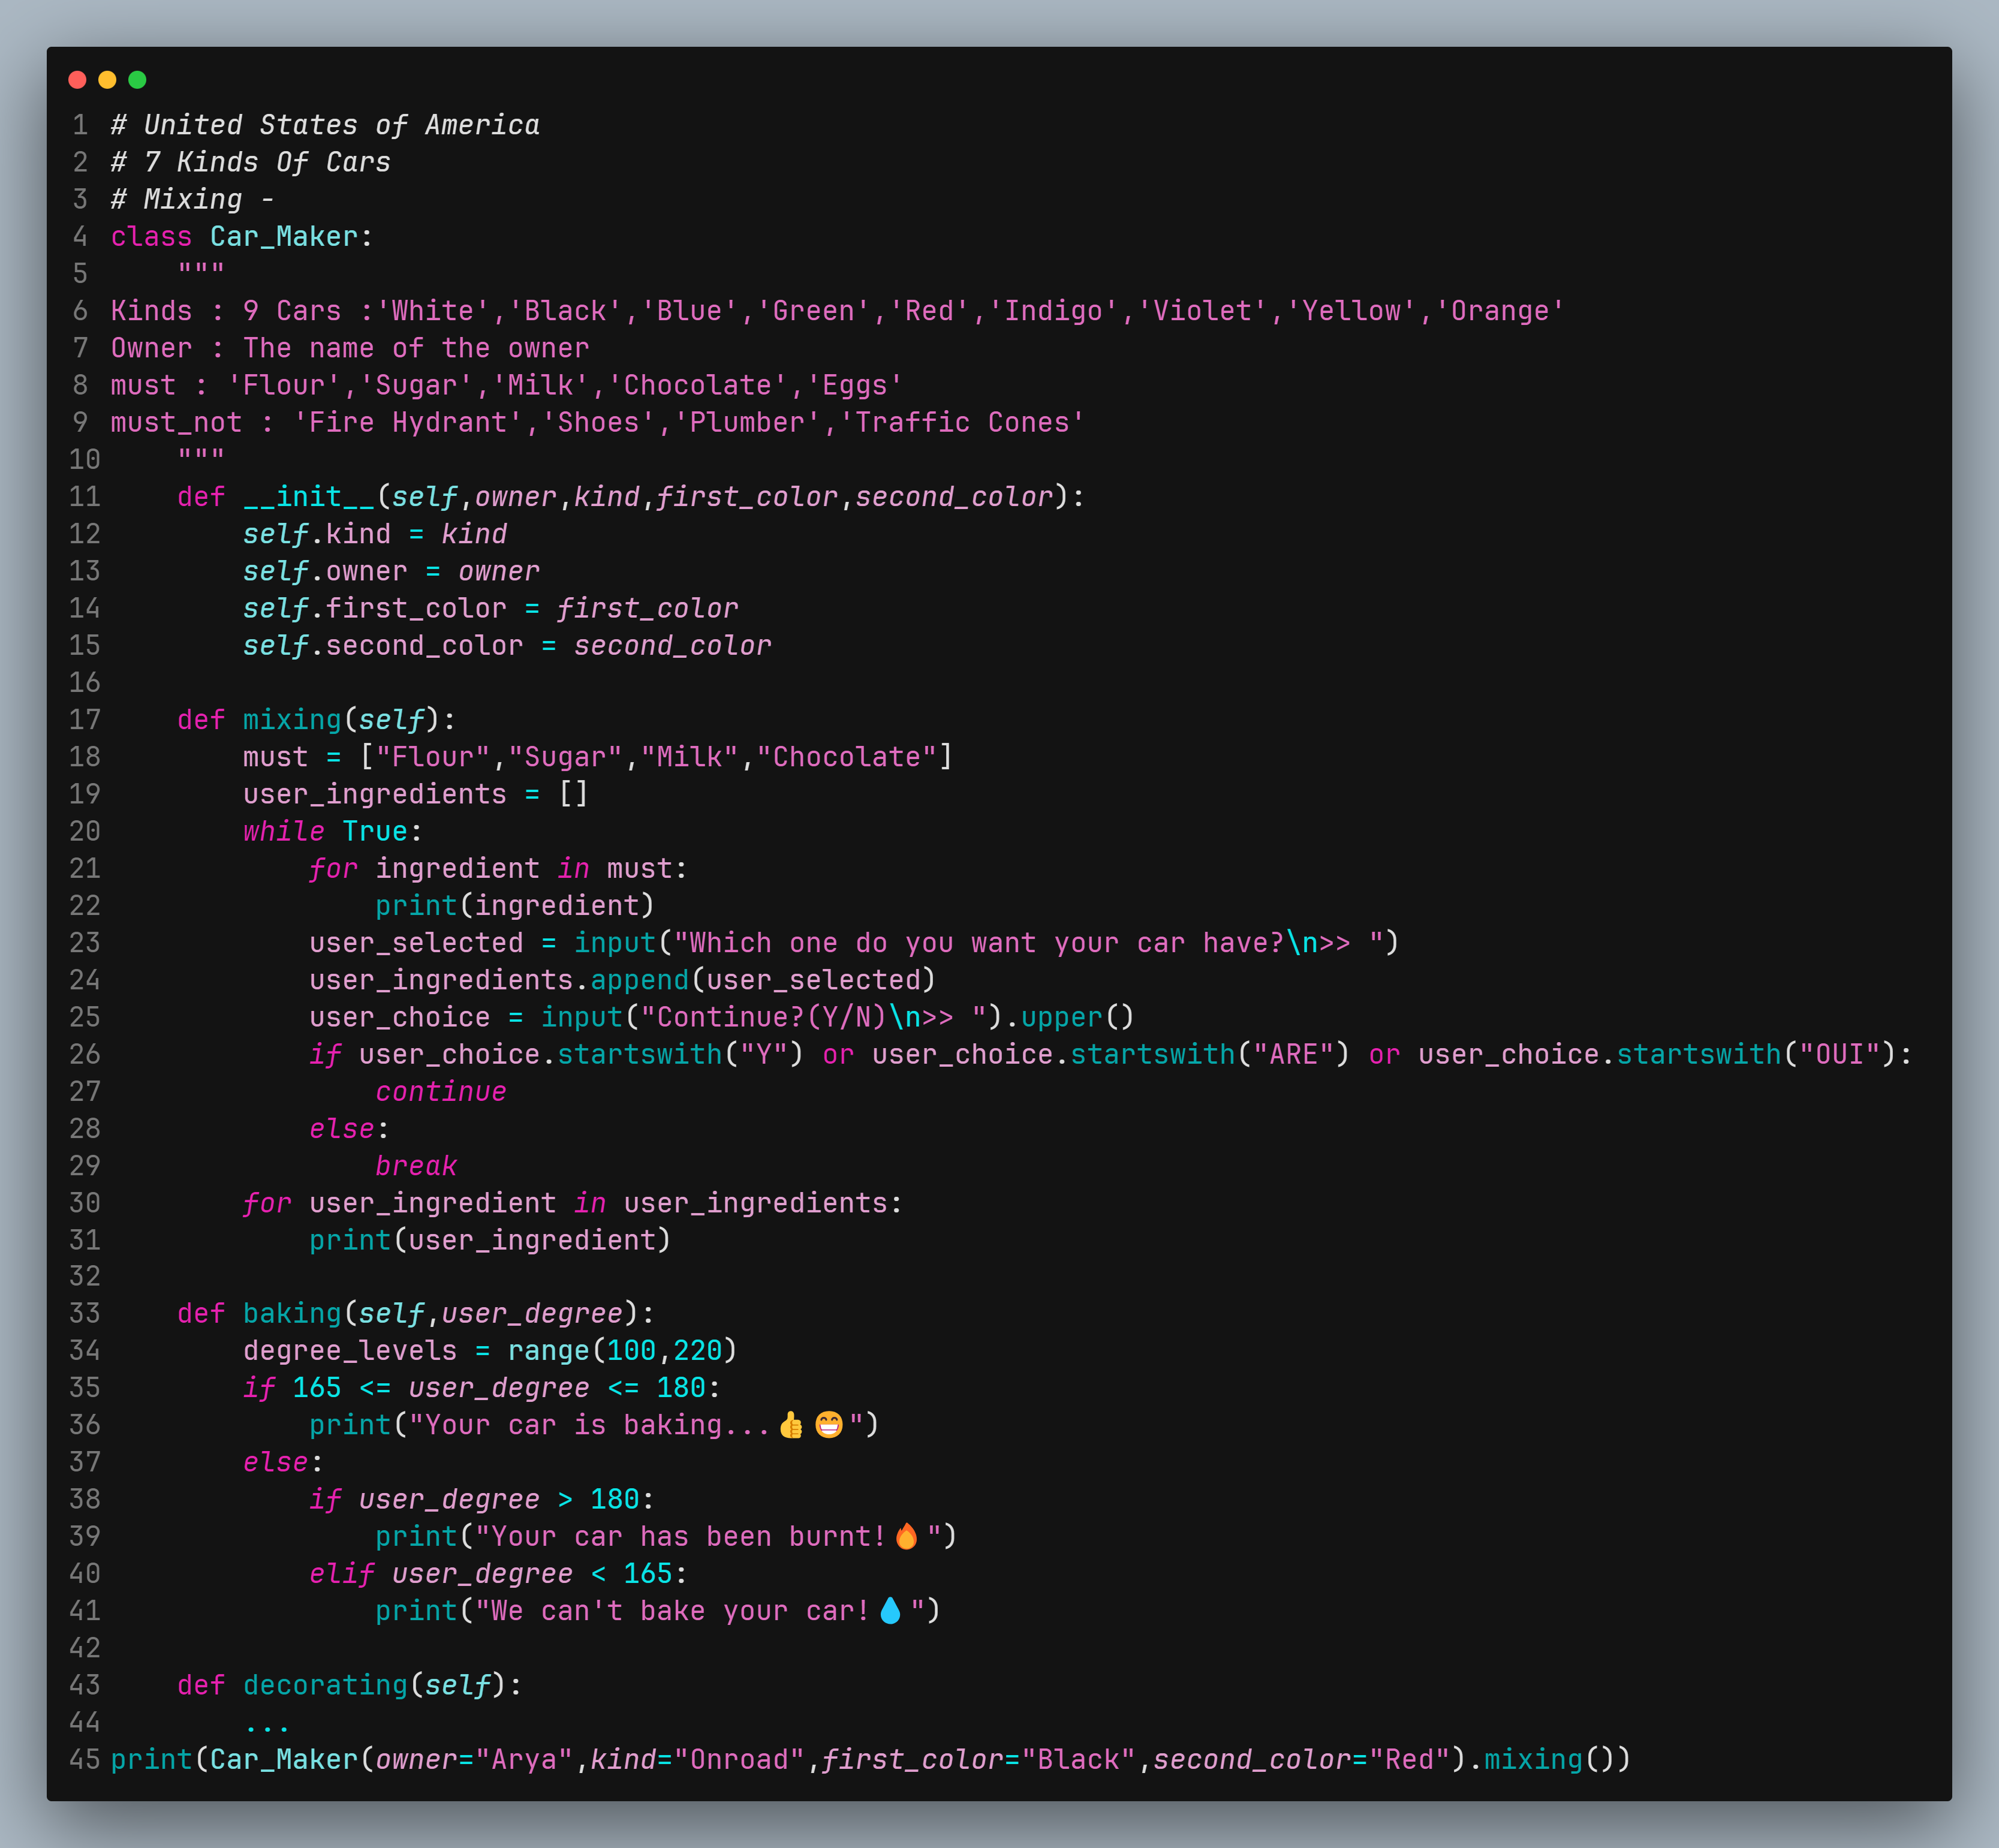 1 # United States of America
2 # 7 Kinds Of Cars
3 # Mixing -
4 class Car_Maker:
5     """
6 Kinds : 9 Cars :'White','Black','Blue','Green','Red','Indigo','Violet','Yellow','Orange'
7 Owner : The name of the owner
8 must : 'Flour','Sugar','Milk','Chocolate','Eggs'
9 must_not : 'Fire Hydrant','Shoes','Plumber','Traffic Cones'
10     """
11     def __init__(self,owner,kind,first_color,second_color):
12         self.kind = kind
13         self.owner = owner
14         self.first_color = first_color
15         self.second_color = second_color
16
17     def mixing(self):
18         must = ["Flour","Sugar","Milk","Chocolate"]
19         user_ingredients = []
20         while True:
21             for ingredient in must:
22                 print(ingredient)
23             user_selected = input("Which one do you want your car have?\n>> ")
24             user_ingredients.append(user_selected)
25             user_choice = input("Continue?(Y/N)\n>> ").upper()
26             if user_choice.startswith("Y") or user_choice.startswith("ARE") or user_choice.startswith("OUI"):
27                 continue
28             else:
29                 break
30         for user_ingredient in user_ingredients:
31             print(user_ingredient)
32
33     def baking(self,user_degree):
34         degree_levels = range(100,220)
35         if 165 <= user_degree <= 180:
36             print("Your car is baking...👍😁")
37         else:
38             if user_degree > 180:
39                 print("Your car has been burnt!🔥")
40             elif user_degree < 165:
41                 print("We can't bake your car!💧")
42
43     def decorating(self):
44         ...
45 print(Car_Maker(owner="Arya",kind="Onroad",first_color="Black",second_color="Red").mixing())